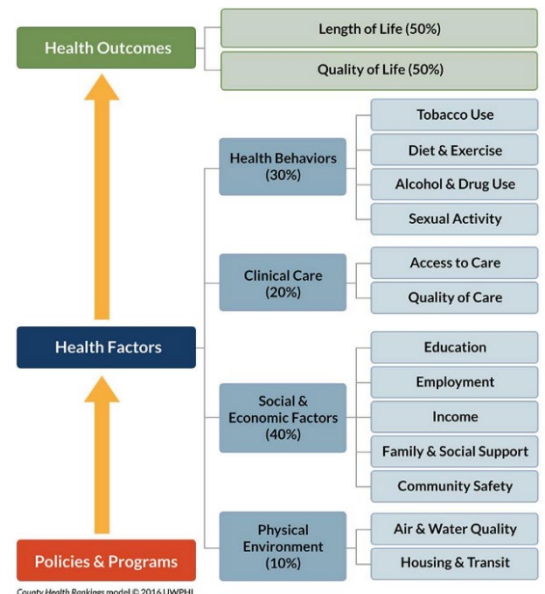 Health Outcomes
Length of Life (50%)
Quality of Life (50%)
Health Behaviors
(30%)
Tobacco Use
Diet & Exercise
Alcohol & Drug Use
Sexual Activity
Clinical Care
(20%)
Access to Care
Quality of Care
Health Factors
Social &
Economic Factors
(40%)
Education
Employment
Income
Family & Social Support
Community Safety
Physical
Environment
(10%)
Air & Water Quality
Housing & Transit
Policies & Programs
County Health Rankings model © 2016 UWPHI